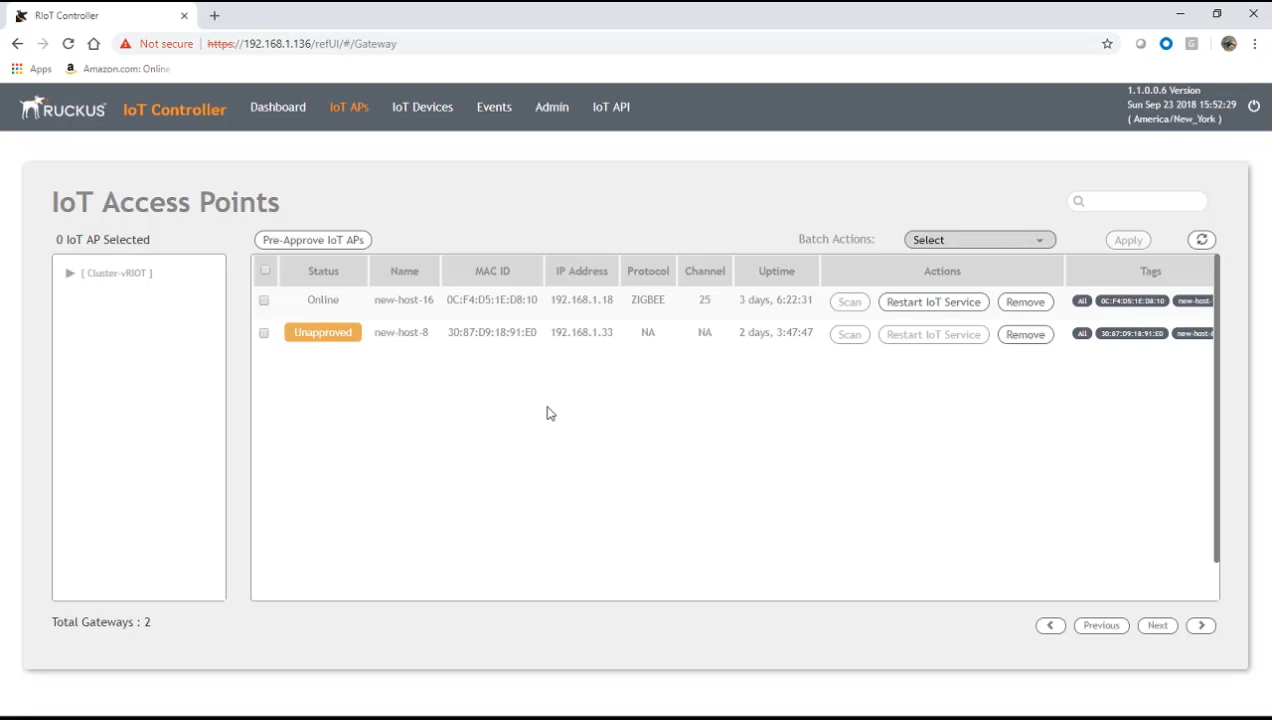 RIoT Controller
Not secure https://192.168.1.136/refUI/#/Gateway
Apps Amazon.com: Online
RUCKUS IoT Controller Dashboard IoT APs IoT Devices Events Admin IoT API
1.1.0.0.6 Version
Sun Sep 23 2018 15:52:29
( America/New_York )
IoT Access Points
0 IoT AP Selected Pre-Approve IoT APs Batch Actions: Select Apply
[ Cluster-vRIOT ]
Status Name MAC ID IP Address Protocol Channel Uptime Actions Tags
Online new-host-16 0C:F4:D5:1E:D8:10 192.168.1.18 ZIGBEE 25 3 days, 6:22:31 Scan Restart IoT Service Remove All 0C:F4:D5:1E:D8:10 new-host-
Unapproved new-host-8 30:87:D9:18:91:E0 192.168.1.33 NA NA 2 days, 3:47:47 Scan Restart IoT Service Remove All 30:87:D9:18:91:E0 new-host-8
Total Gateways : 2
Previous Next